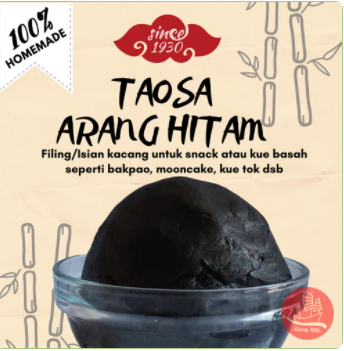 100%
HOMEMADE
since
1930
TAOSA
ARANG HITAM
Filing/Isian kacang untuk snack atau kue basah
seperti bakpao, mooncake, kue tok dsb